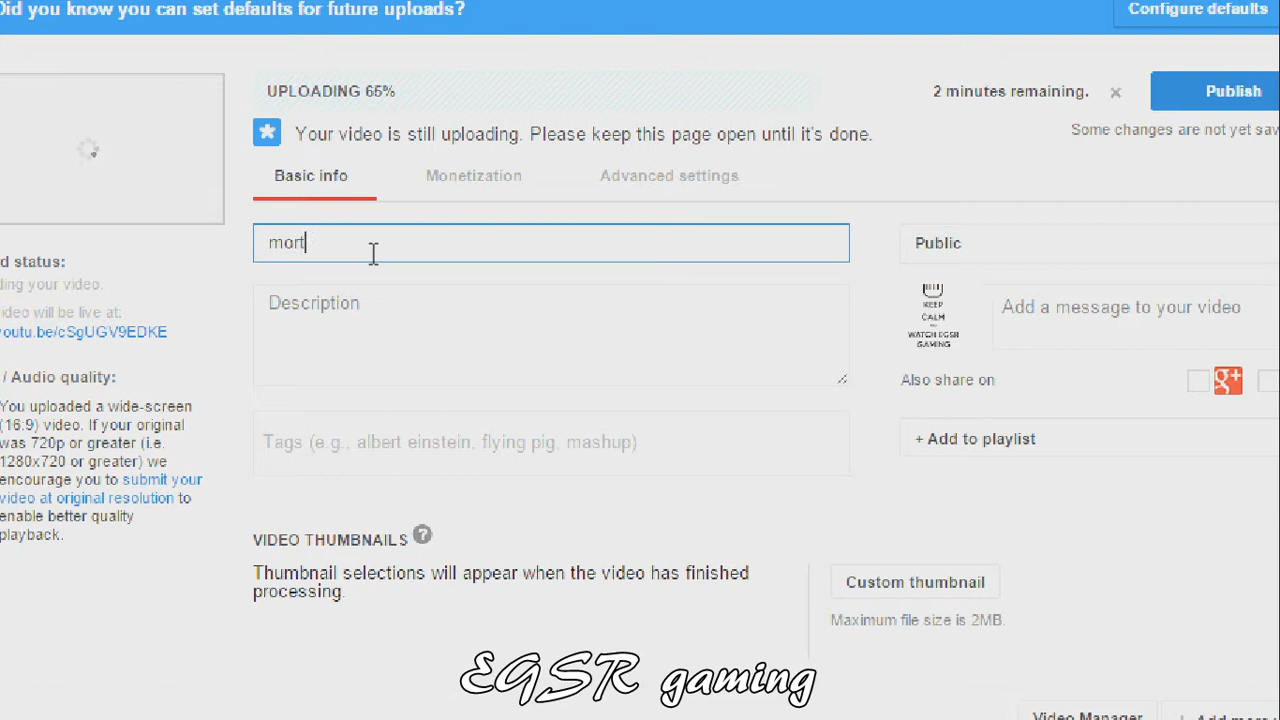 Did you know you can set defaults for future uploads?
Configure defaults
UPLOADING 65%
2 minutes remaining.
Publish
Your video is still uploading. Please keep this page open until it's done.
Some changes are not yet sav
Basic info
Monetization
Advanced settings
mort
Public
Description
KEEP
CALM
WATCH EGSR
GAMING
Add a message to your video
d status:
ding your video.
ideo will be live at:
youtu.be/cSgUGV9EDKE
Also share on
g+
/ Audio quality:
You uploaded a wide-screen
(16:9) video. If your original
was 720p or greater (i.e.
1280x720 or greater) we
encourage you to submit your
video at original resolution to
enable better quality
playback.
Tags (e.g., albert einstein, flying pig, mashup)
+ Add to playlist
VIDEO THUMBNAILS ?
Thumbnail selections will appear when the video has finished
processing.
Custom thumbnail
Maximum file size is 2MB.
EGSR gaming
Video Manager
+ Add more